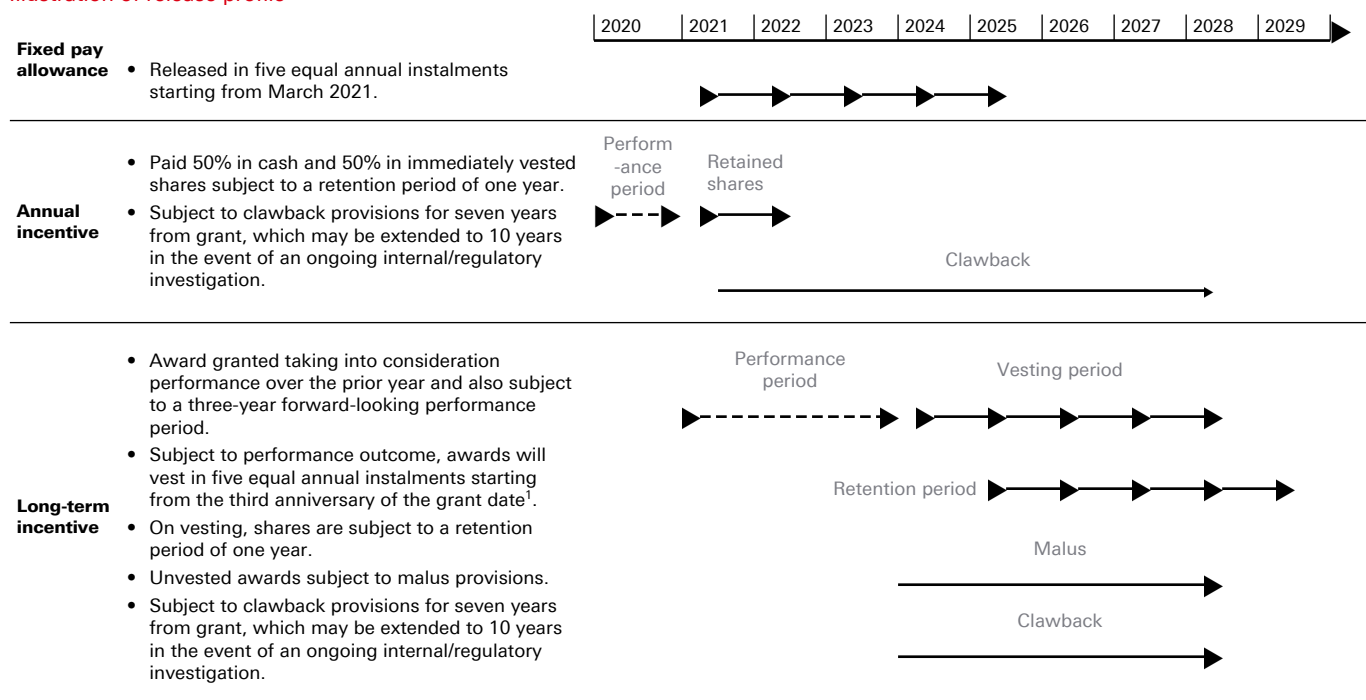 2020 2021 2022 2023 2024 2025 2026 2027 2028 2029
Fixed pay
allowance
• Released in five equal annual instalments
starting from March 2021.
Annual
incentive
• Paid 50% in cash and 50% in immediately vested
shares subject to a retention period of one year.
• Subject to clawback provisions for seven years
from grant, which may be extended to 10 years
in the event of an ongoing internal/regulatory
investigation.
Perform
-ance
period
Retained
shares
Clawback
Long-term
incentive
• Award granted taking into consideration
performance over the prior year and also subject
to a three-year forward-looking performance
period.
• Subject to performance outcome, awards will
vest in five equal annual instalments starting
from the third anniversary of the grant date1.
• On vesting, shares are subject to a retention
period of one year.
• Unvested awards subject to malus provisions.
• Subject to clawback provisions for seven years
from grant, which may be extended to 10 years
in the event of an ongoing internal/regulatory
investigation.
Performance
period
Vesting period
Retention period
Malus
Clawback